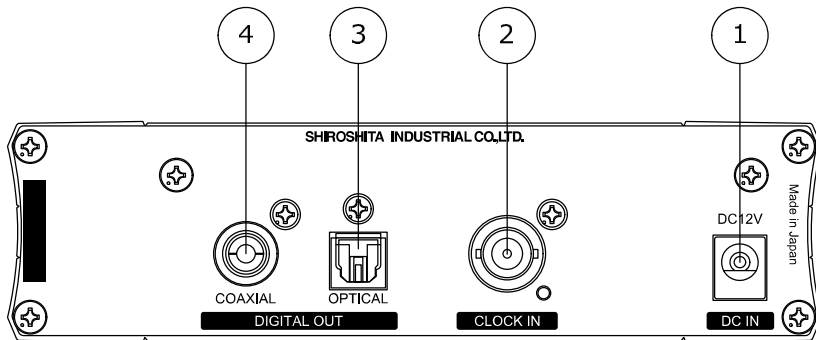 4
3
2
1
SHIROSHITA INDUSTRIAL CO.,LTD.
DC12V
Made in Japan
COAXIAL
OPTICAL
DIGITAL OUT
CLOCK IN
DC IN